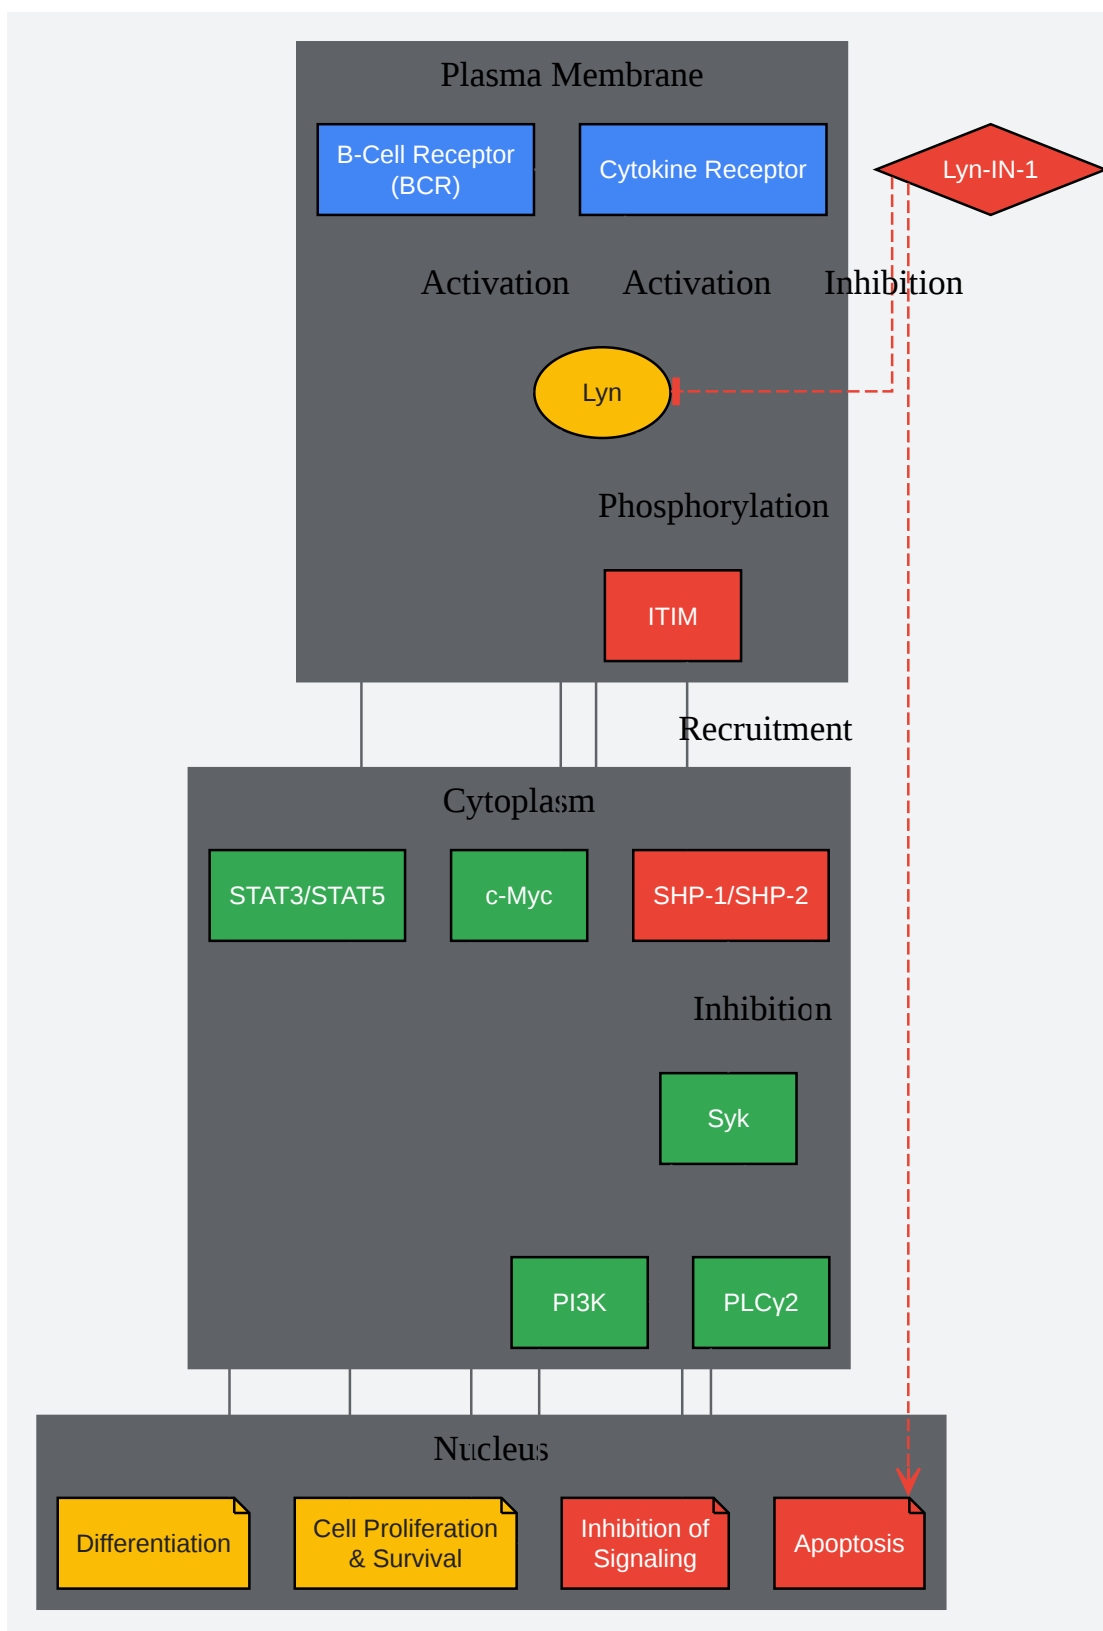 Plasma Membrane
B-Cell Receptor
(BCR)
Cytokine Receptor
Lyn-IN-1
Activation
Activation
Inhibition
Lyn
Phosphorylation
ITIM
Recruitment
Cytoplasm
STAT3/STAT5
c-Myc
SHP-1/SHP-2
Inhibition
Syk
PI3K
PLCγ2
Nucleus
Differentiation
Cell Proliferation
& Survival
Inhibition of
Signaling
Apoptosis